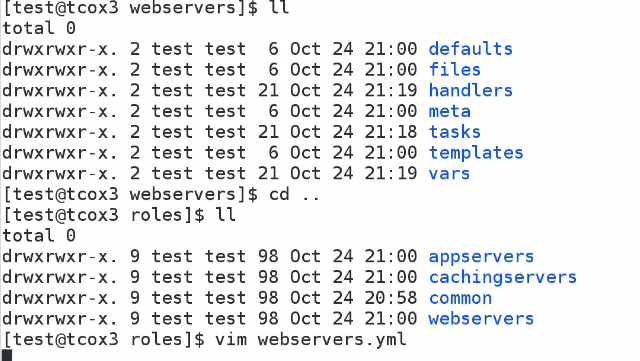 [test@tcox3 webservers]$ ll
total 0
drwxrwxr-x. 2 test test  6 Oct 24 21:00 defaults
drwxrwxr-x. 2 test test  6 Oct 24 21:00 files
drwxrwxr-x. 2 test test 21 Oct 24 21:19 handlers
drwxrwxr-x. 2 test test  6 Oct 24 21:00 meta
drwxrwxr-x. 2 test test 21 Oct 24 21:18 tasks
drwxrwxr-x. 2 test test  6 Oct 24 21:00 templates
drwxrwxr-x. 2 test test 21 Oct 24 21:19 vars
[test@tcox3 webservers]$ cd ..
[test@tcox3 roles]$ ll
total 0
drwxrwxr-x. 9 test test 98 Oct 24 21:00 appservers
drwxrwxr-x. 9 test test 98 Oct 24 21:00 cachingservers
drwxrwxr-x. 9 test test 98 Oct 24 20:58 common
drwxrwxr-x. 9 test test 98 Oct 24 21:00 webservers
[test@tcox3 roles]$ vim webservers.yml